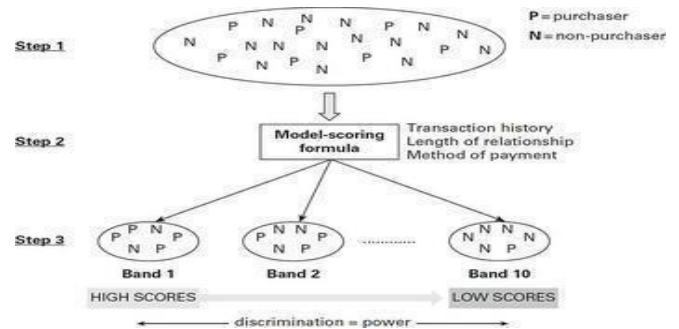 P = purchaser
N = non-purchaser
Step 1
P N N N P N
N P N N
N N N P N
P N P P N
N
Step 2
Model-scoring
formula
Transaction history
Length of relationship
Method of payment
Step 3
P P N P
N P
P N N P
N P
..........
N N N N
N P
Band 1
Band 2
Band 10
HIGH SCORES
LOW SCORES
discrimination = power